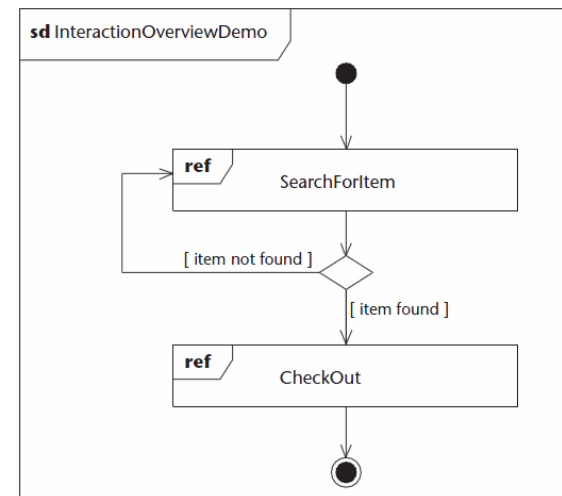 sd InteractionOverviewDemo
ref
SearchForItem
[ item not found ]
[ item found ]
ref
CheckOut